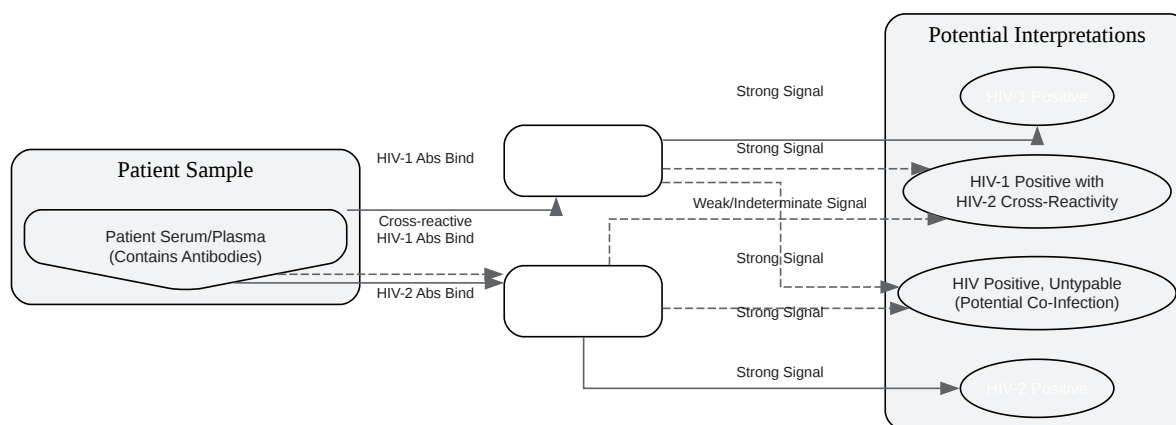 Potential Interpretations
Strong Signal
HIV-1 Positive
Strong Signal
HIV-1 Abs Bind
Patient Sample
HIV-1 Positive with
HIV-2 Cross-Reactivity
Weak/Indeterminate Signal
Cross-reactive
HIV-1 Abs Bind
Patient Serum/Plasma
(Contains Antibodies)
Strong Signal
HIV-2 Abs Bind
HIV Positive, Untypable
(Potential Co-Infection)
Strong Signal
Strong Signal
HIV-2 Positive